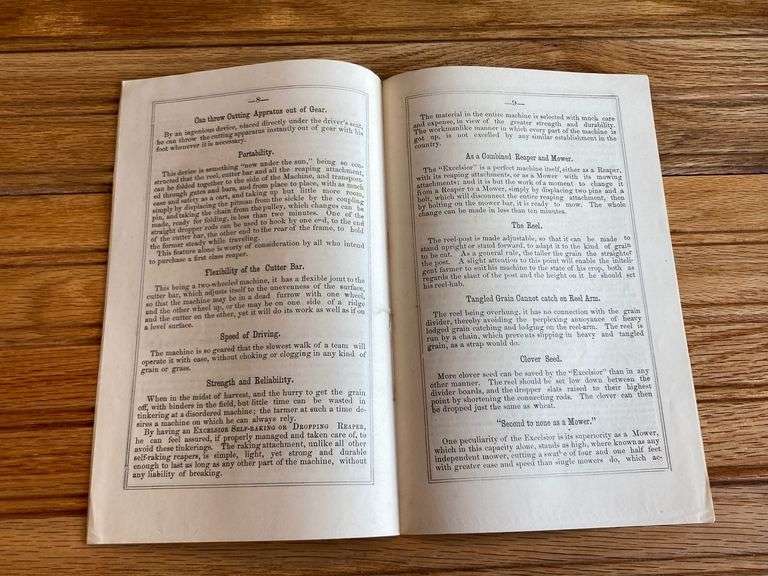 —8—
Can throw Cutting Appratus out of Gear.
By an ingenious device, placed directly under the driver's seat,
he can throw the cutting apparatus instantly out of gear with his
foot whenever it is necessary.
Portability.
This device is something "new under the sun," being so con-
structed that the reel, cutter bar and all the reaping attachment,
can be folded together to the side of the Machine, and transport-
ed through gates and bars, and from place to place, with as much
ease and safety as a cart, and taking up but little more room,
simply by displacing the pitman from the sickle by the coupling
pin, and taking the chain from the pulley, which changes can be
made, ready for folding, in less than two minutes. One of the
straight dropper rods can be used to hook by one end, to the end
of the cutter bar, the other end to the rear of the frame, to hold
the former steady while traveling.
This feature alone is worty of consideration by all who intend
to purchase a first class reaper.
Flexibility of the Cutter Bar.
This being a two-wheeled machine, it has a flexible joint to the
cutter bar, which adjusts itself to the unevenness of the surface,
so that the machine may be in a dead furrow with one wheel,
and the other wheel up, or the may be on one side of a ridge
and the cutter on the other, yet it will do its work as well as if on
a level surface.
Speed of Driving.
The machine is so geared that the slowest walk of a team will
operate it with ease, without choking or clogging in any kind of
grain or grass.
Strength and Reliability.
When in the midst of harvest, and the hurry to get the grain
off, with binders in the field, but little time can be wasted in
tinkering at a disordered machine; the farmer at such a time de-
sires a machine on which he can always rely.
By having an EXCELSIOR SELF-RAKING OR DROPPING REAPER,
he can feel assured, if properly managed and taken care of, to
avoid these tinkerings. The raking attachment, unlike all other
self-raking reapers, is simple, light, yet strong and durable
enough to last as long as any other part of the machine, without
any liability of breaking.
—9—
The material in the entire machine is selected with much care
and expense, in view of the greater strength and durability.
The workmanlike manner in which every part of the machine is
got up, is not excelled by any similar establishment in the
country.
As a Combined Reaper and Mower.
The "Excelsior" is a perfect machine itself, either as a Reaper,
with its reaping attachments, or as a Mower with its mowing
attachments; and it is but the work of a moment to change it
from a Reaper to a Mower, simply by displacing two pins and a
bolt, which will disconnect the entire reaping attachment, then
by bolting on the mower bar, it is ready to mow. The whole
change can be made in less than ten minutes.
The Reel.
The reel-post is made adjustable, so that it can be made to
stand upright or stand forward, to adapt it to the kind of grain
to be cut. As a general rule, the taller the grain the straighter
the post. A slight attention to this point will enable the intelli-
gent farmer to suit his machine to the state of his crop, both as
regards the slant of the post and the height on it he should set
his reel-hub.
Tangled Grain Cannot catch on Reel Arm.
The reel being overhung, it has no connection with the grain
divider, thereby avoiding the perplexing annoyance of heavy
lodged grain catching and lodging on the reel-arm. The reel is
run by a chain, which prevents slipping in heavy and tangled
grain, as a strap would do.
Clover Seed.
More clover seed can be saved by the "Excelsior" than in any
other manner. The reel should be set low down between the
divider boards, and the dropper slats raised to their highest
point by shortening the connecting rods. The clover can then
be dropped just the same as wheat.
"Second to none as a Mower."
One peculiarity of the Excelsior is its superiority as a Mower,
which in this capacity alone, stands as high, where known as any
independent mower, cutting a swathe of four and one half feet
with greater ease and speed than single mowers do, which ac-